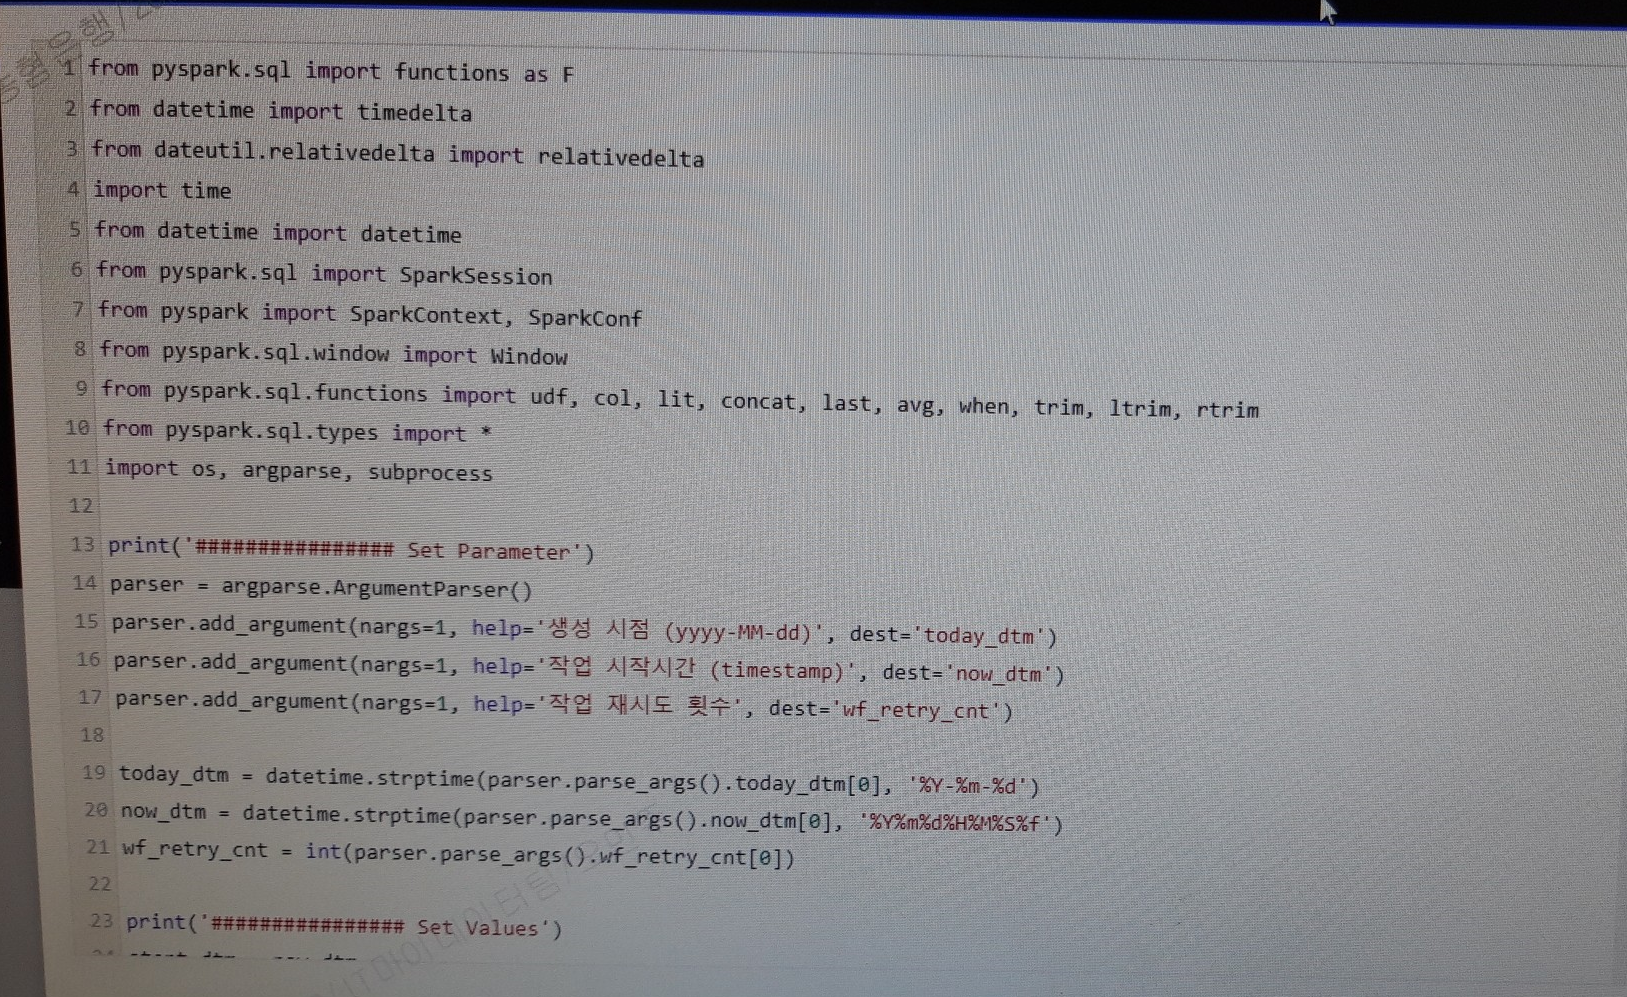 1 from pyspark.sql import functions as F
2 from datetime import timedelta
3 from dateutil.relativedelta import relativedelta
4 import time
5 from datetime import datetime
6 from pyspark.sql import SparkSession
7 from pyspark import SparkContext, SparkConf
8 from pyspark.sql.window import Window
9 from pyspark.sql.functions import udf, col, lit, concat, last, avg, when, trim, ltrim, rtrim
10 from pyspark.sql.types import *
11 import os, argparse, subprocess
12
13 print('################ Set Parameter')
14 parser = argparse.ArgumentParser()
15 parser.add_argument(nargs=1, help='생성 시점 (yyyy-MM-dd)', dest='today_dtm')
16 parser.add_argument(nargs=1, help='작업 시작시간 (timestamp)', dest='now_dtm')
17 parser.add_argument(nargs=1, help='작업 재시도 횟수', dest='wf_retry_cnt')
18
19 today_dtm = datetime.strptime(parser.parse_args().today_dtm[0], '%Y-%m-%d')
20 now_dtm = datetime.strptime(parser.parse_args().now_dtm[0], '%Y%m%d%H%M%S%f')
21 wf_retry_cnt = int(parser.parse_args().wf_retry_cnt[0])
22
23 print('################ Set Values')